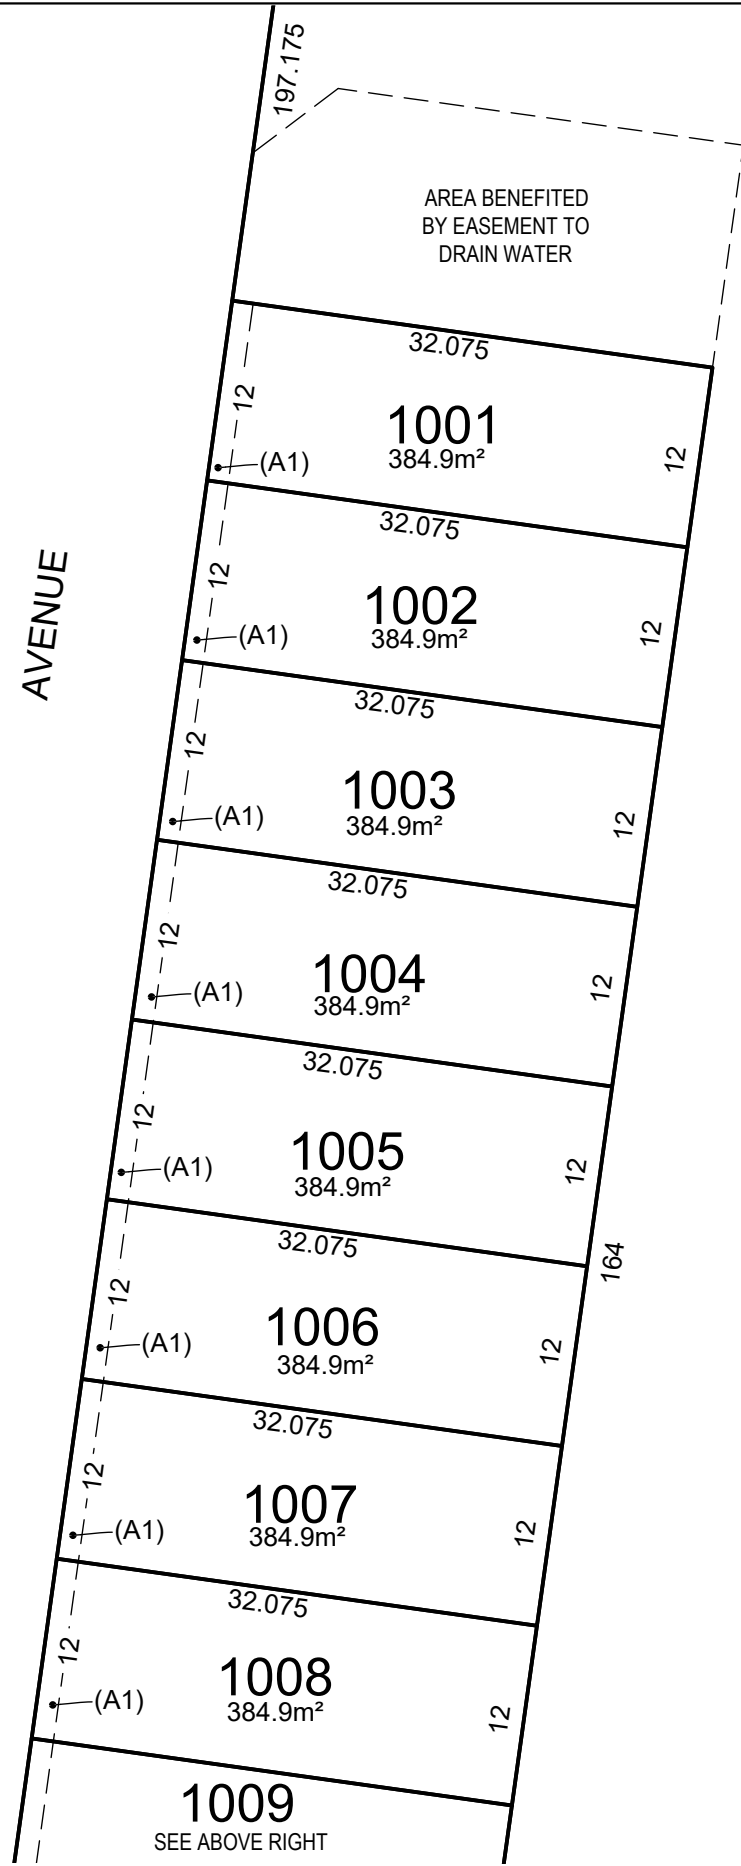 197.175
AREA BENEFITED
BY EASEMENT TO
DRAIN WATER
32.075
12
1001
384.9m²
(A1)
12
32.075
AVENUE
12
1002
384.9m²
(A1)
12
32.075
12
1003
384.9m²
(A1)
12
32.075
12
1004
384.9m²
(A1)
12
32.075
12
1005
384.9m²
(A1)
12
32.075
164
12
1006
384.9m²
(A1)
12
32.075
12
1007
384.9m²
(A1)
12
32.075
12
1008
384.9m²
(A1)
12
1009
SEE ABOVE RIGHT